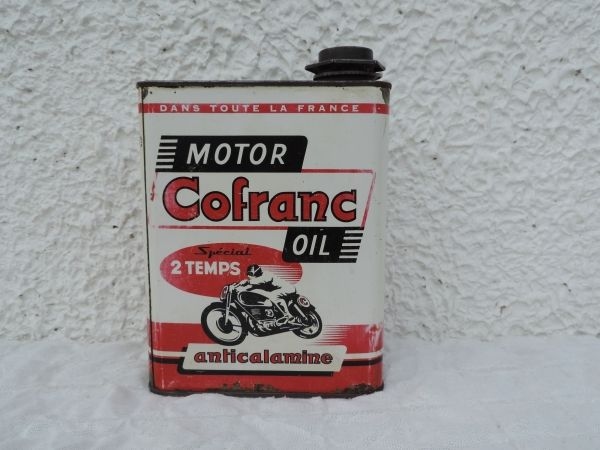 DANS TOUTE LA FRANCE
MOTOR
Cofranc
OIL
Spécial
2 TEMPS
anticalamine